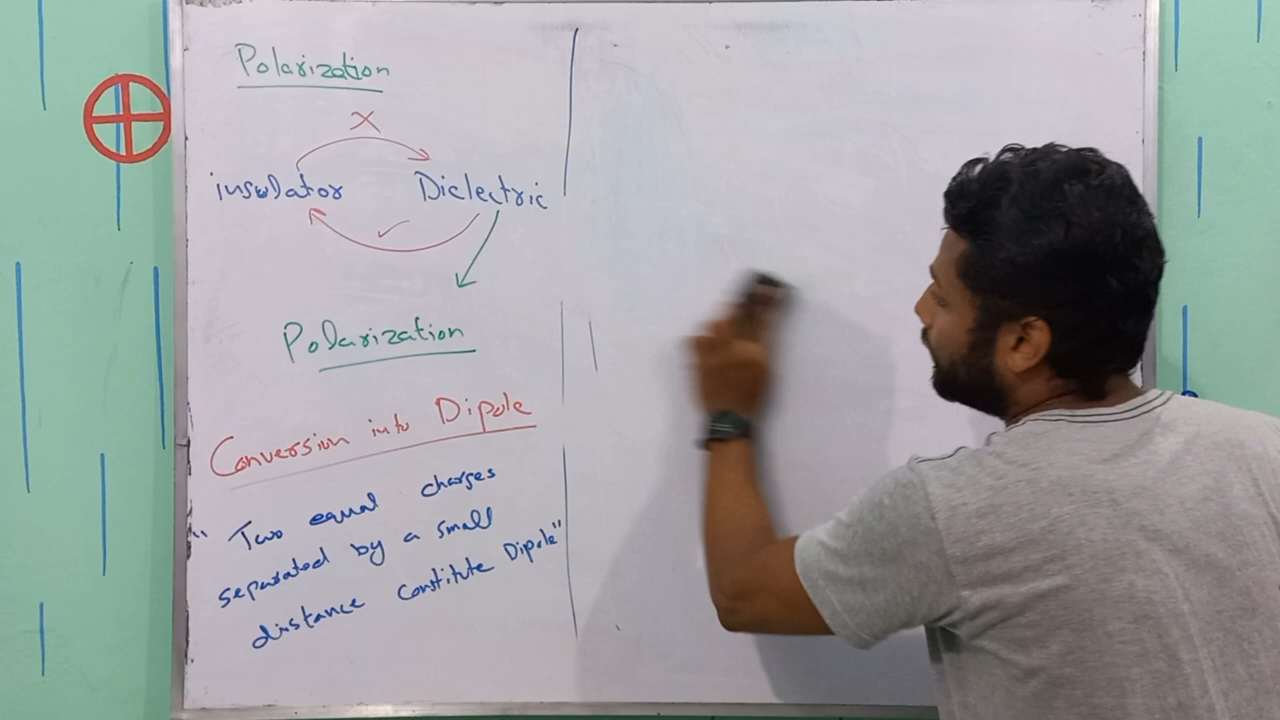 Polarization
X
insulator Dielectric
✓
Polarization
Conversion into Dipole
" Two equal charges
separated by a small
distance constitute Dipole"